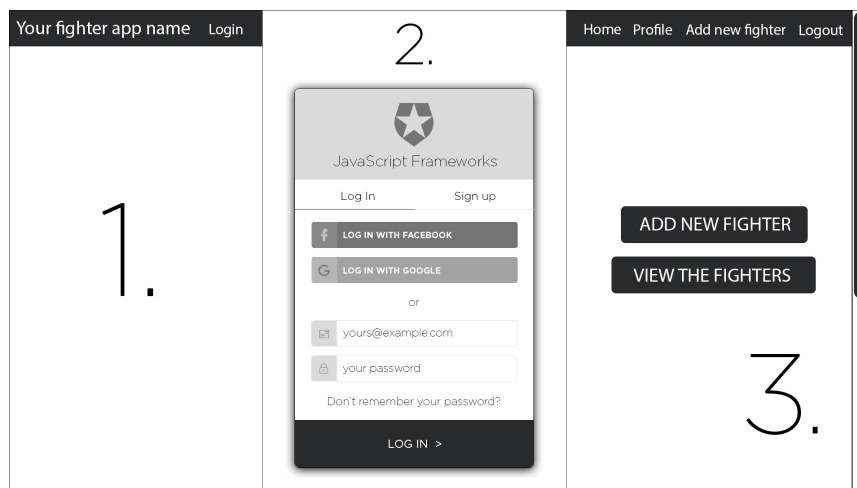 Your fighter app name Login
1.
2.
JavaScript Frameworks
Log In Sign up
LOG IN WITH FACEBOOK
G LOG IN WITH GOOGLE
or
yours@example.com
your password
Don't remember your password?
LOG IN >
Home Profile Add new fighter Logout
ADD NEW FIGHTER
VIEW THE FIGHTERS
3.